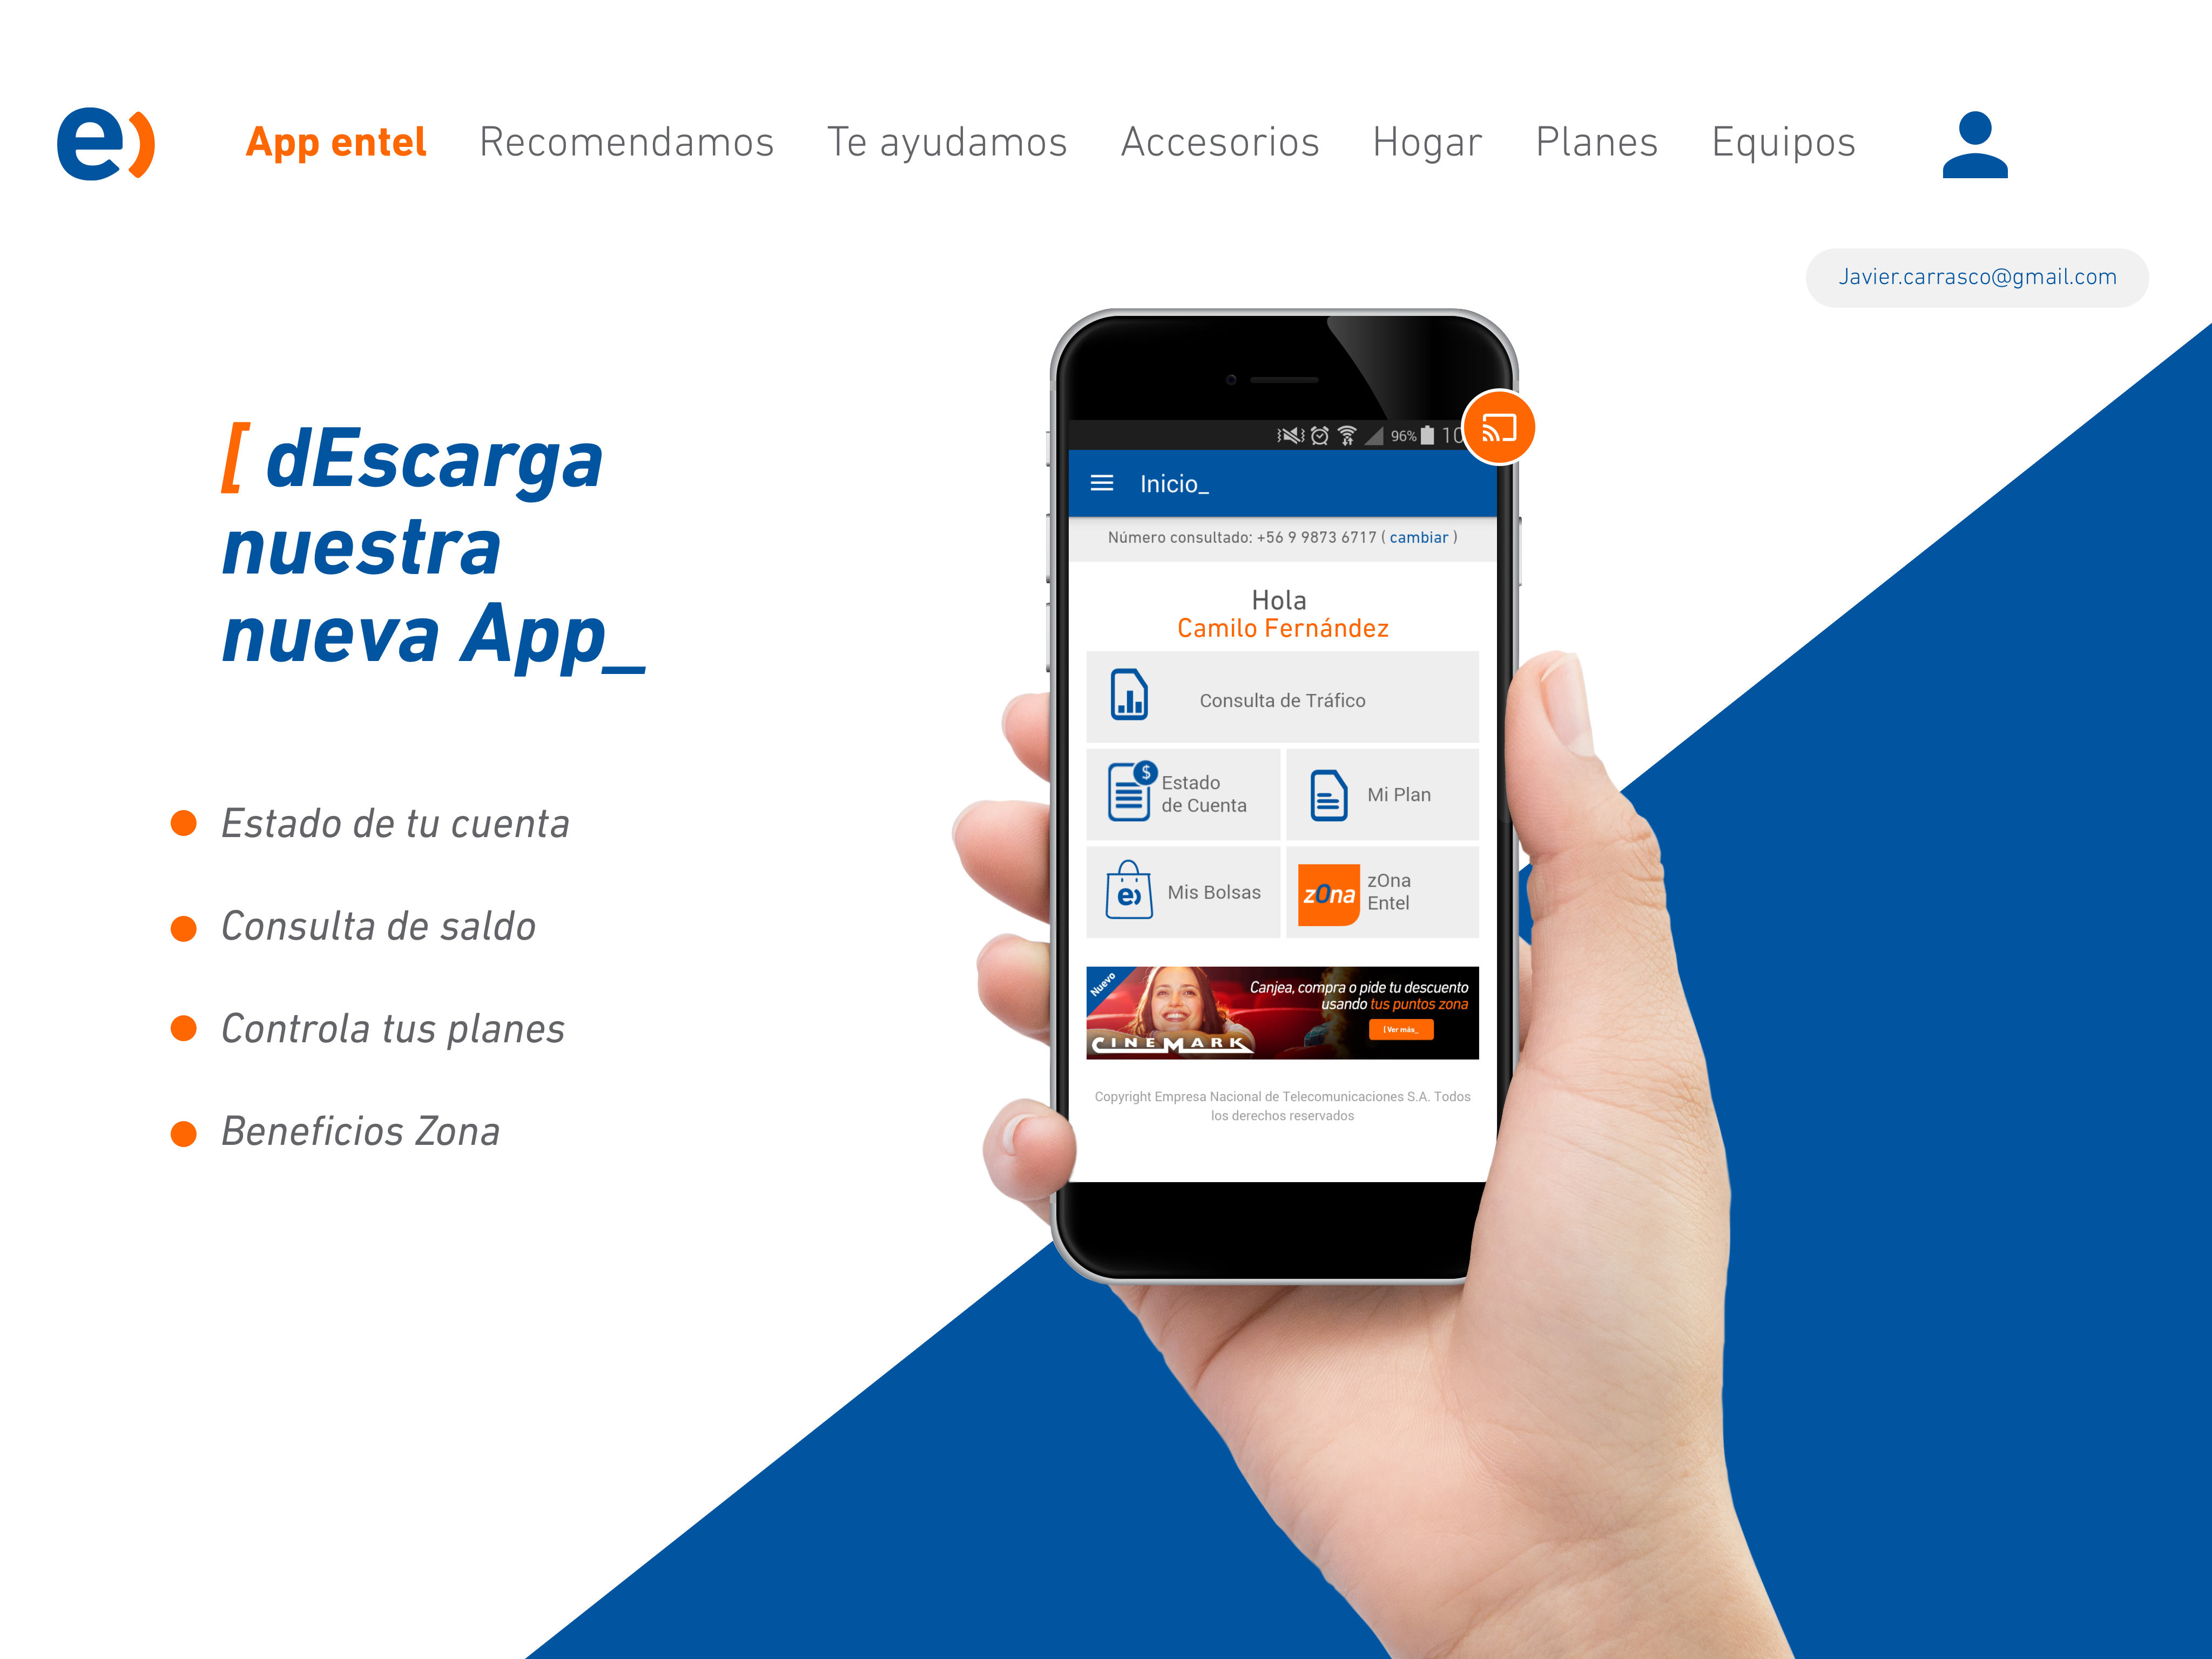 e)
App entel Recomendamos Te ayudamos Accesorios Hogar Planes Equipos
Javier.carrasco@gmail.com
[ dEscarga
nuestra
nueva App_
Estado de tu cuenta
Consulta de saldo
Controla tus planes
Beneficios Zona
96% 10
Inicio_
Número consultado: +56 9 9873 6717 ( cambiar )
Hola
Camilo Fernández
Consulta de Tráfico
$
Estado
de Cuenta
Mi Plan
e)
Mis Bolsas
zOna
zOna
Entel
Nuevo
Canjea, compra o pide tu descuento
usando tus puntos zona
[ Ver más_
CINEMARK
Copyright Empresa Nacional de Telecomunicaciones S.A. Todos
los derechos reservados